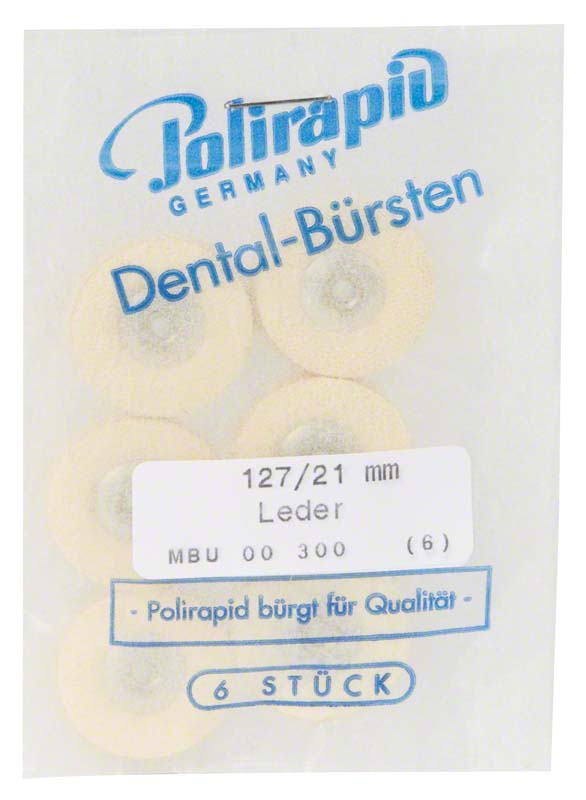 Polirapid
GERMANY
Dental-Bürsten
127/21 mm
Leder
MBU 00 300 (6)
- Polirapid bürgt für Qualität -
6 STÜCK